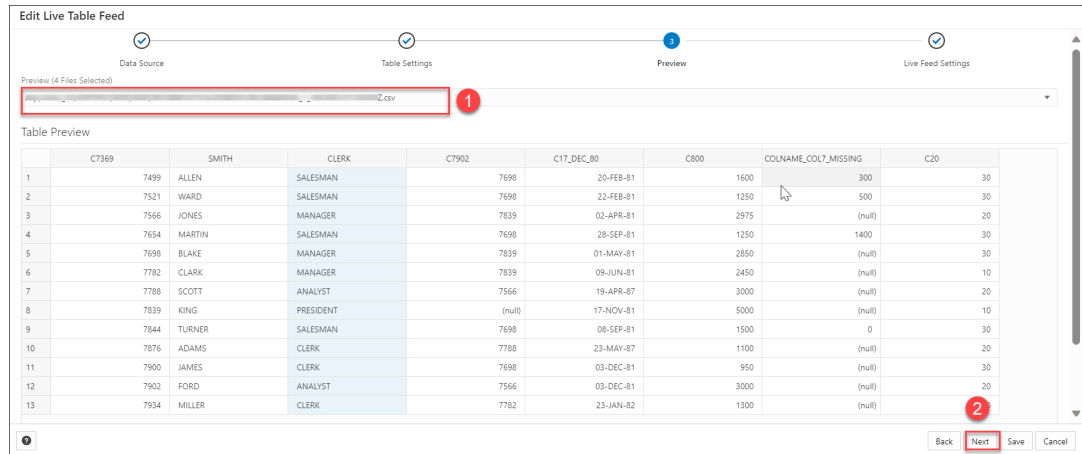 Edit Live Table Feed
3
Data Source Table Settings Preview Live Feed Settings
Preview (4 Files Selected)
Z.csv
1
Table Preview
C7369 SMITH CLERK C7902 C17_DEC_80 C800 COLNAME_COL7_MISSING C20
1 7499 ALLEN SALESMAN 7698 20-FEB-81 1600 300 30
2 7521 WARD SALESMAN 7698 22-FEB-81 1250 500 30
3 7566 JONES MANAGER 7839 02-APR-81 2975 (null) 20
4 7654 MARTIN SALESMAN 7698 28-SEP-81 1250 1400 30
5 7698 BLAKE MANAGER 7839 01-MAY-81 2850 (null) 30
6 7782 CLARK MANAGER 7839 09-JUN-81 2450 (null) 10
7 7788 SCOTT ANALYST 7566 19-APR-87 3000 (null) 20
8 7839 KING PRESIDENT (null) 17-NOV-81 5000 (null) 10
9 7844 TURNER SALESMAN 7698 08-SEP-81 1500 0 30
10 7876 ADAMS CLERK 7788 23-MAY-87 1100 (null) 20
11 7900 JAMES CLERK 7698 03-DEC-81 950 (null) 30
12 7902 FORD ANALYST 7566 03-DEC-81 3000 (null) 20
13 7934 MILLER CLERK 7782 23-JAN-82 1300 (null)
2
? Back Next Save Cancel